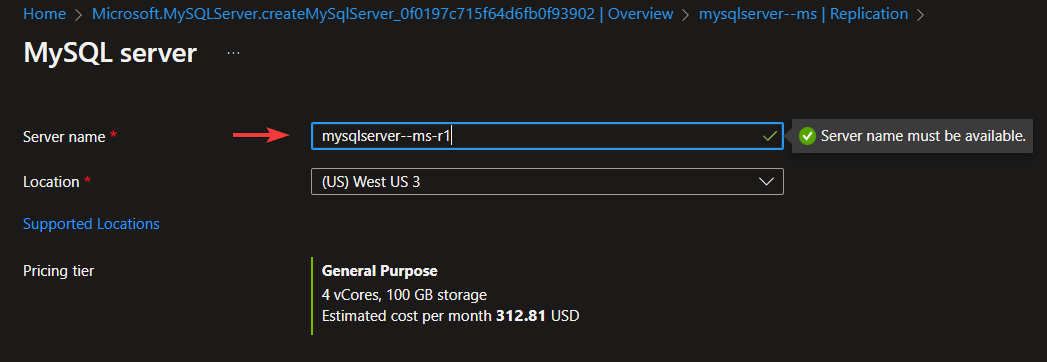 Home > Microsoft.MySQLServer.createMySqlServer_0f0197c715f64d6fb0f93902 | Overview > mysqlserver--ms | Replication >
MySQL server ...
Server name * mysqlserver--ms-r1 Server name must be available.
Location * (US) West US 3
Supported Locations
Pricing tier General Purpose
4 vCores, 100 GB storage
Estimated cost per month 312.81 USD